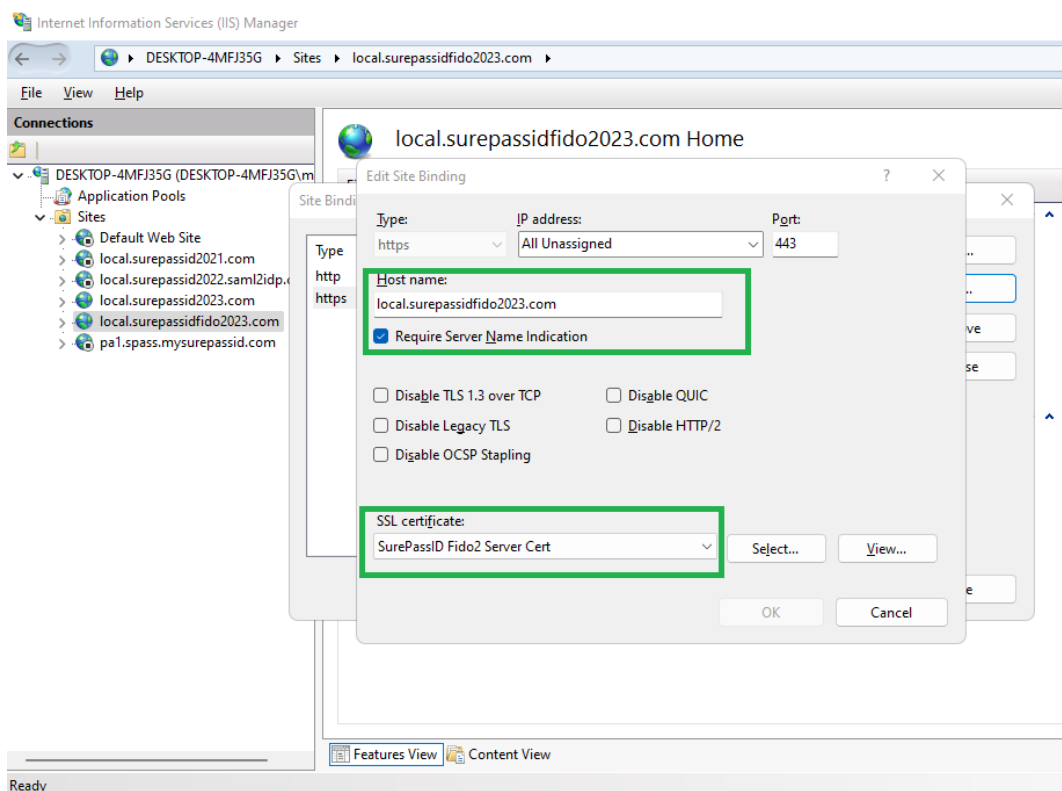 Internet Information Services (IIS) Manager
DESKTOP-4MFJ35G Sites local.surepassidfido2023.com
File View Help
Connections
local.surepassidfido2023.com Home
DESKTOP-4MFJ35G (DESKTOP-4MFJ35G\m
Application Pools
Sites
Default Web Site
local.surepassid2021.com
local.surepassid2022.saml2idp.c
local.surepassid2023.com
local.surepassidfido2023.com
pa1.spass.mysurepassid.com
Site Bindi
Type
http
https
Edit Site Binding
?
Type: IP address: Port:
https All Unassigned 443
Host name:
local.surepassidfido2023.com
Require Server Name Indication
Disable TLS 1.3 over TCP Disable QUIC
Disable Legacy TLS Disable HTTP/2
Disable OCSP Stapling
SSL certificate:
SurePassID Fido2 Server Cert Select... View...
OK Cancel
Features View Content View
Ready